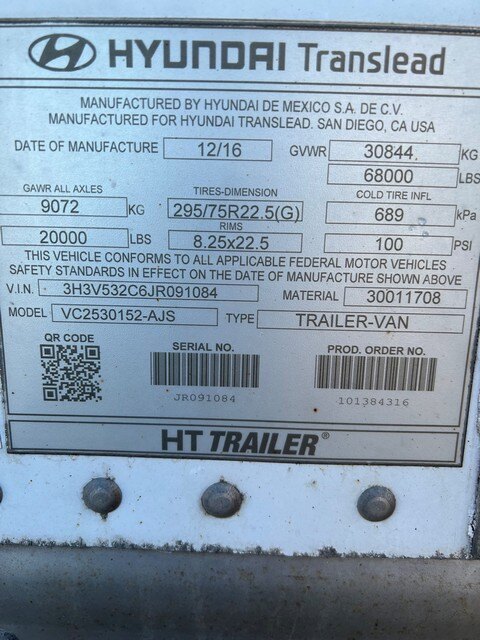 HYUNDAI Translead
MANUFACTURED BY HYUNDAI DE MEXICO S.A. DE C.V.
MANUFACTURED FOR HYUNDAI TRANSLEAD. SAN DIEGO, CA USA
DATE OF MANUFACTURE 12/16 GVWR 30844 KG
68000 LBS
GAWR ALL AXLES TIRES-DIMENSION COLD TIRE INFL
9072 KG 295/75R22.5(G) 689 kPa
RIMS
20000 LBS 8.25x22.5 100 PSI
THIS VEHICLE CONFORMS TO ALL APPLICABLE FEDERAL MOTOR VEHICLES
SAFETY STANDARDS IN EFFECT ON THE DATE OF MANUFACTURE SHOWN ABOVE
V.I.N. 3H3V532C6JR091084 MATERIAL 30011708
MODEL VC2530152-AJS TYPE TRAILER-VAN
QR CODE SERIAL NO. PROD. ORDER NO.
JR091084 101384316
HT TRAILER®